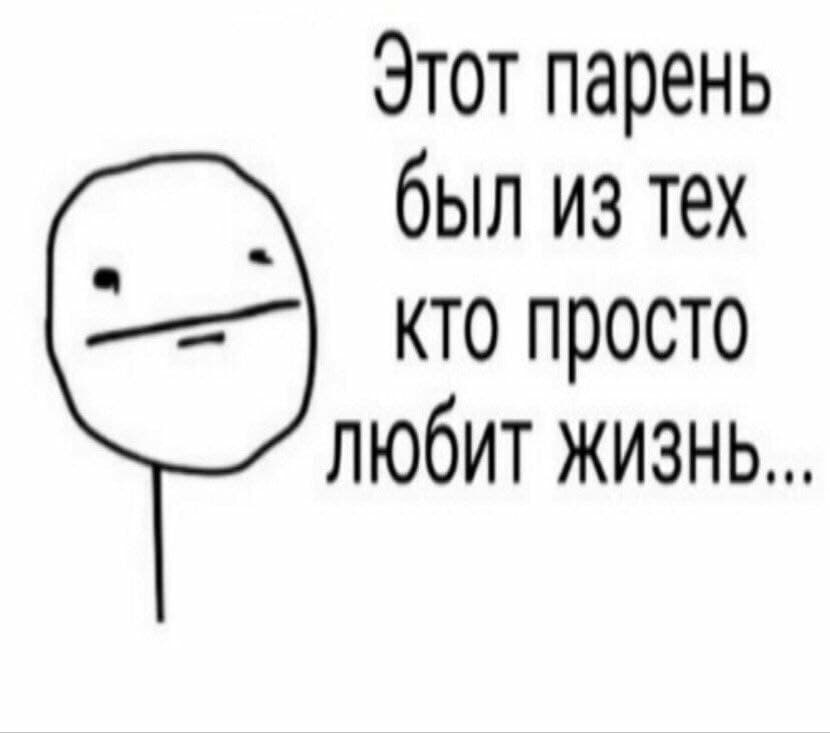 Этот парень
был из тех
кто просто
любит жизнь...